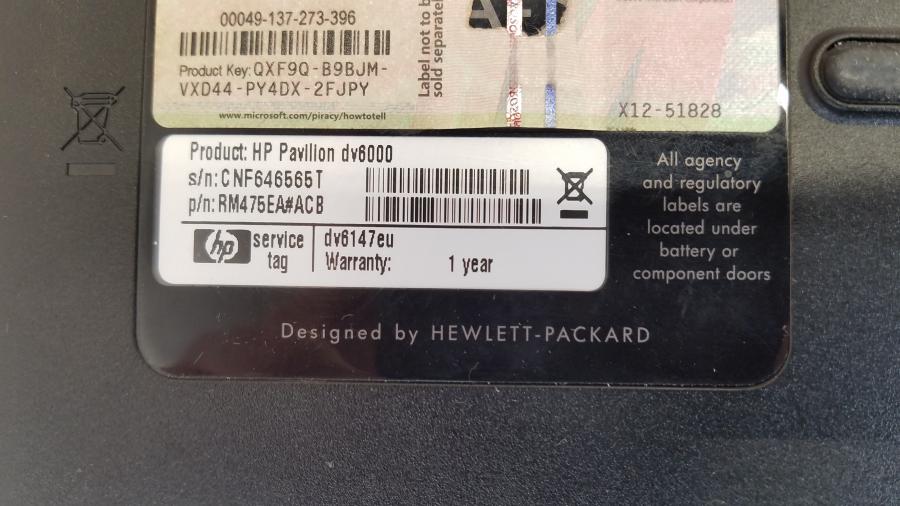 00049-137-273-396
Product Key: QXF9Q-B9BJM-
VXD44-PY4DX-2FJPY
www.microsoft.com/piracy/howtotell
Label not to b
sold separate
X12-51828
Product: HP Pavilion dv6000
s/n: CNF646565T
p/n: RM475EA#ACB
hp
service
tag
dv6147eu
Warranty: 1 year
All agency
and regulatory
labels are
located under
battery or
component doors
Designed by HEWLETT-PACKARD